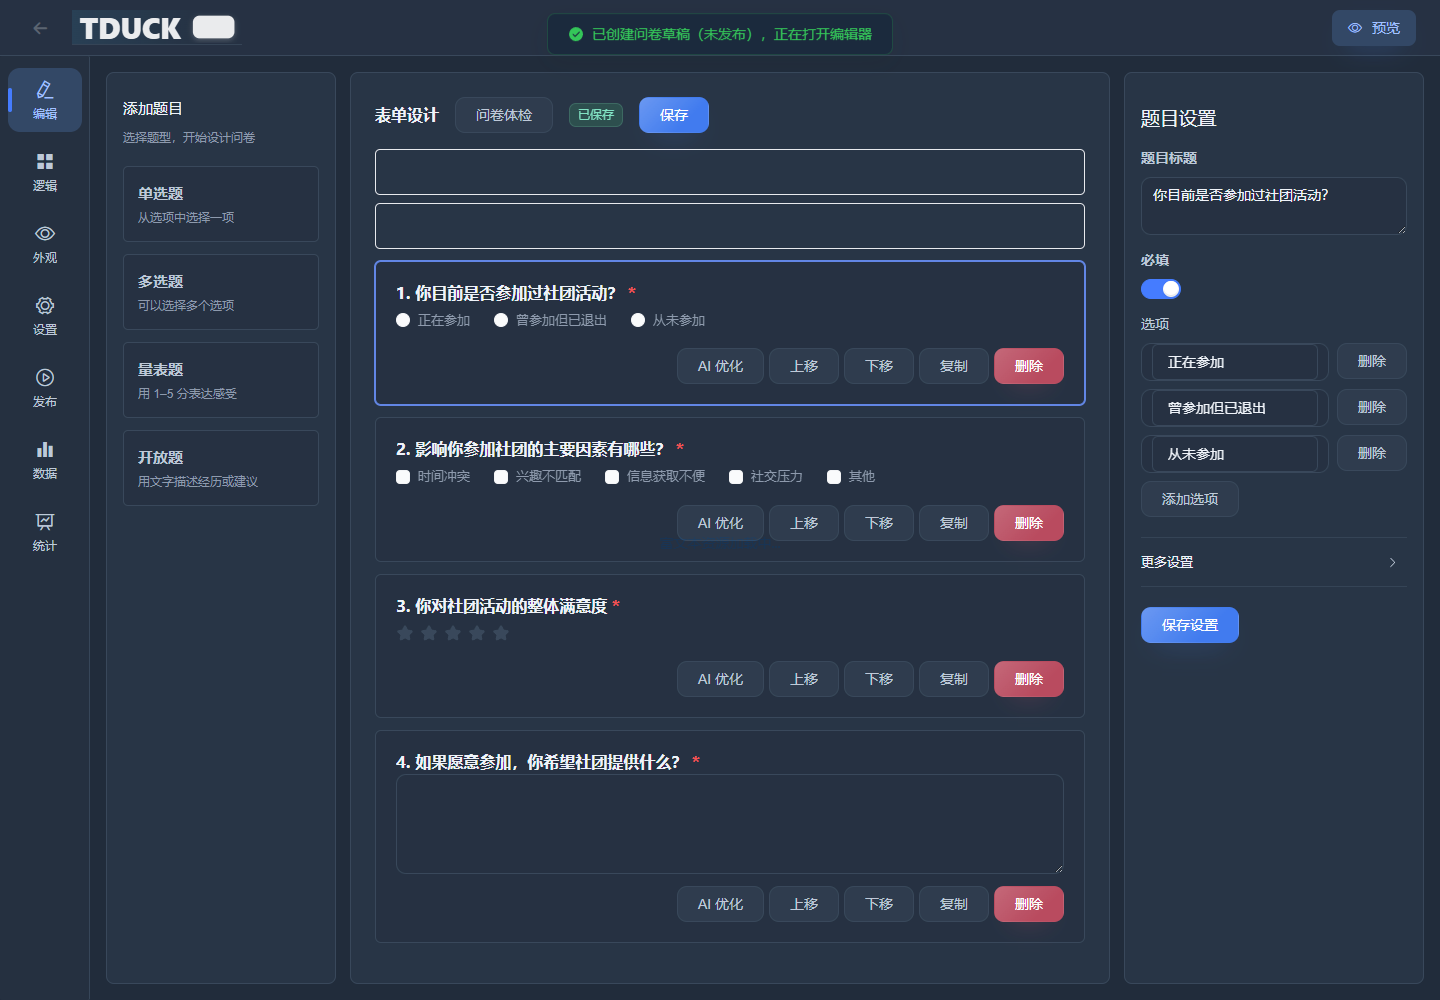 TDUCK
已创建问卷草稿（未发布），正在打开编辑器
预览
编辑
逻辑
外观
设置
发布
数据
统计
添加题目
选择题型，开始设计问卷
单选题
从选项中选择一项
多选题
可以选择多个选项
量表题
用 1–5 分表达感受
开放题
用文字描述经历或建议
表单设计
问卷体检
已保存
保存
1. 你目前是否参加过社团活动？ *
正在参加 曾参加但已退出 从未参加
AI 优化 上移 下移 复制 删除
2. 影响你参加社团的主要因素有哪些？ *
时间冲突 兴趣不匹配 信息获取不便 社交压力 其他
AI 优化 上移 下移 复制 删除
3. 你对社团活动的整体满意度 *
AI 优化 上移 下移 复制 删除
4. 如果愿意参加，你希望社团提供什么？ *
AI 优化 上移 下移 复制 删除
题目设置
题目标题
你目前是否参加过社团活动？
必填
选项
正在参加 删除
曾参加但已退出 删除
从未参加 删除
添加选项
更多设置
保存设置